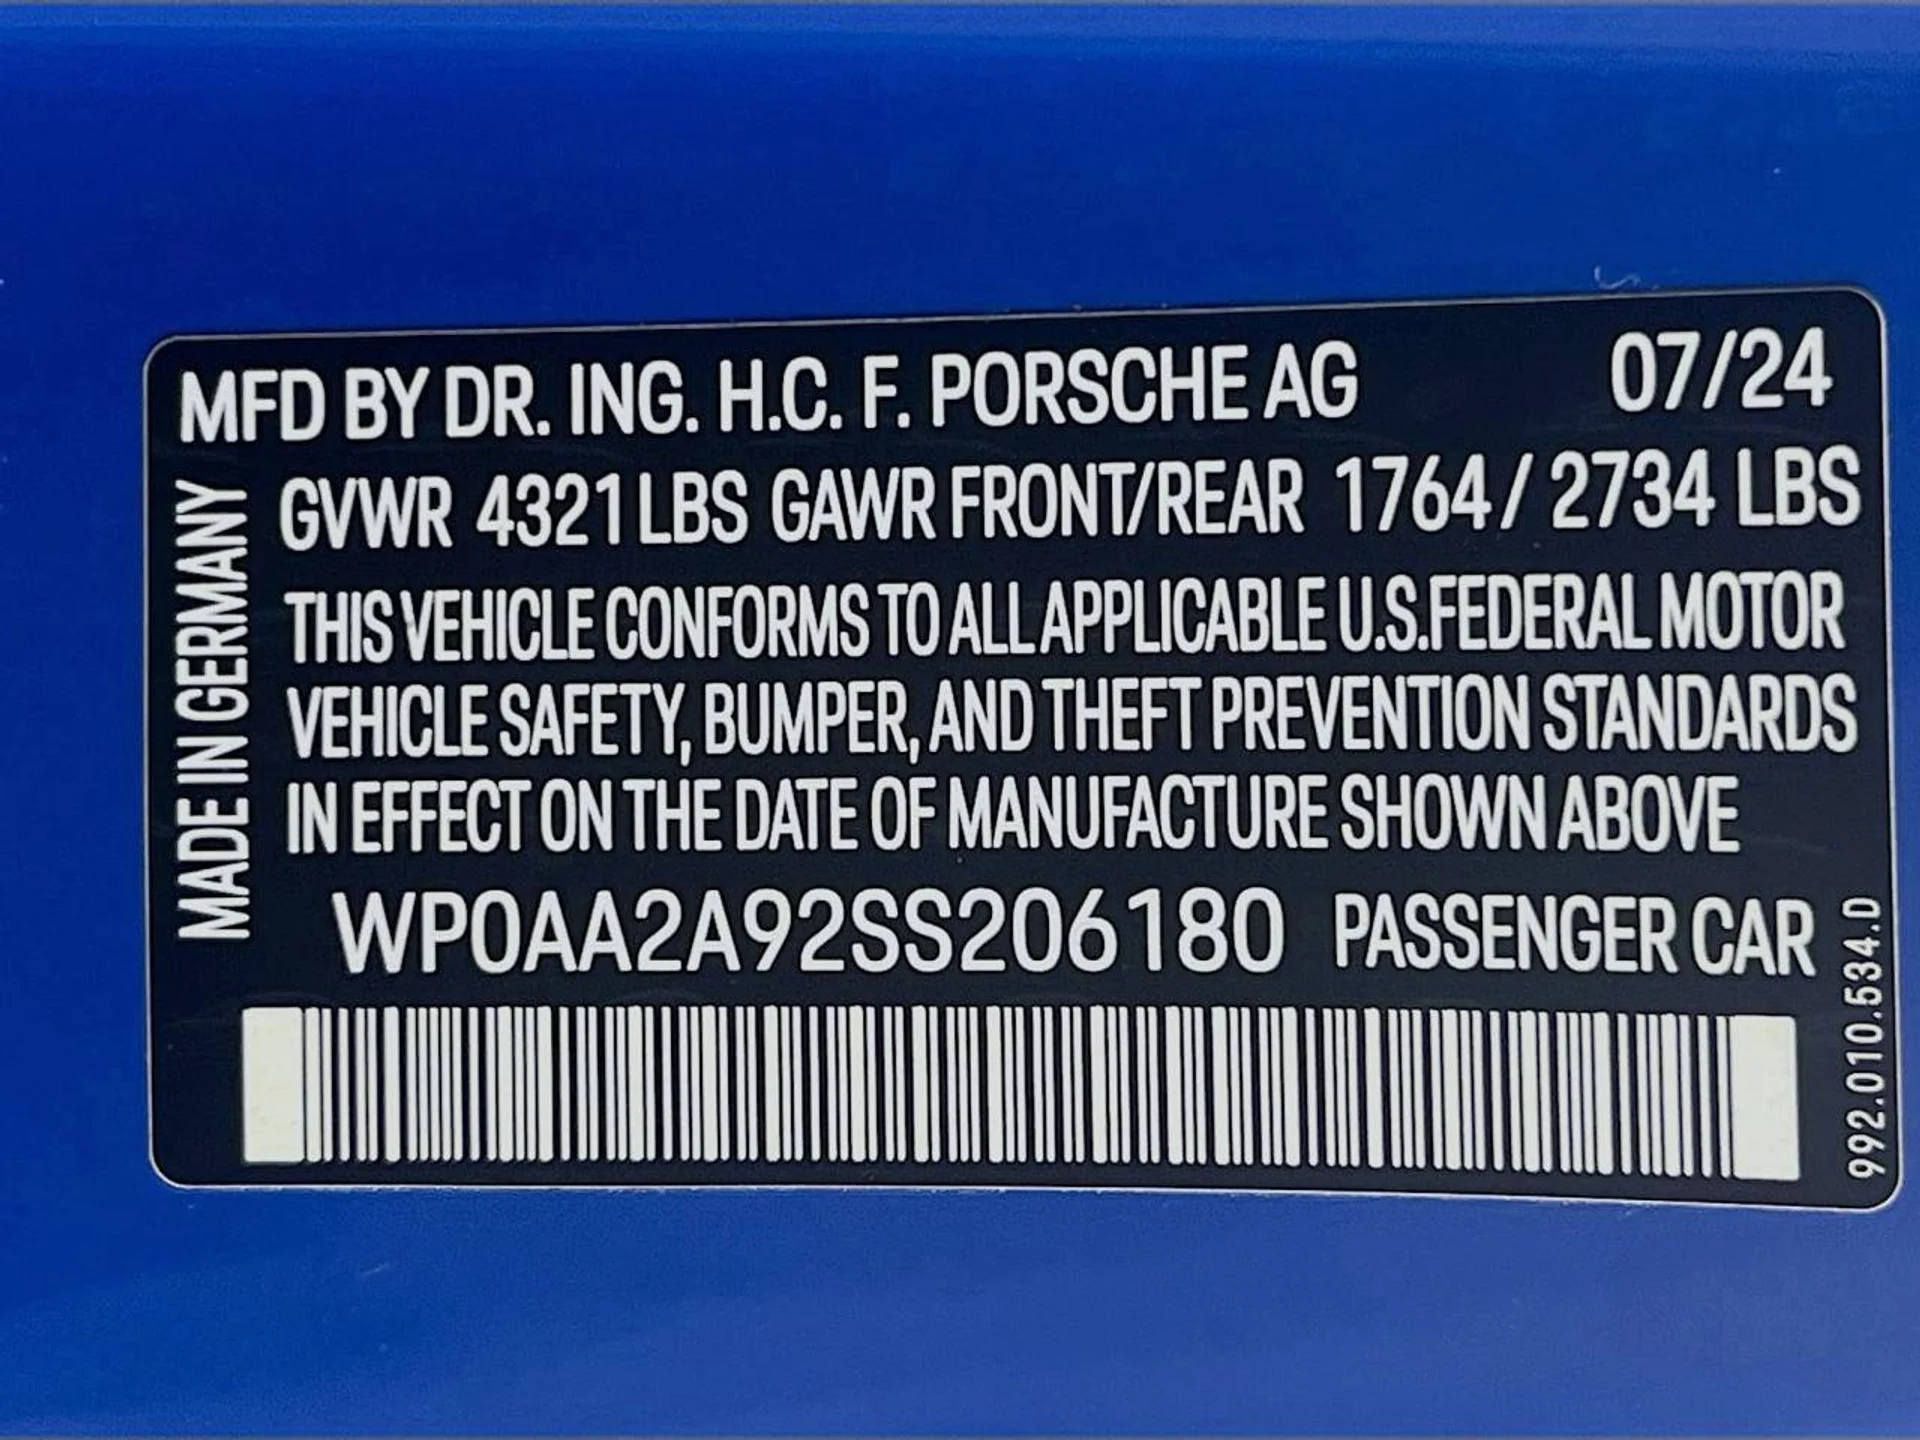 MFD BY DR. ING. H.C. F. PORSCHE AG 07/24
GVWR 4321 LBS GAWR FRONT/REAR 1764 / 2734 LBS
THIS VEHICLE CONFORMS TO ALL APPLICABLE U.S.FEDERAL MOTOR
VEHICLE SAFETY, BUMPER, AND THEFT PREVENTION STANDARDS
IN EFFECT ON THE DATE OF MANUFACTURE SHOWN ABOVE
WP0AA2A92SS206180 PASSENGER CAR
MADE IN GERMANY
992.010.534.D